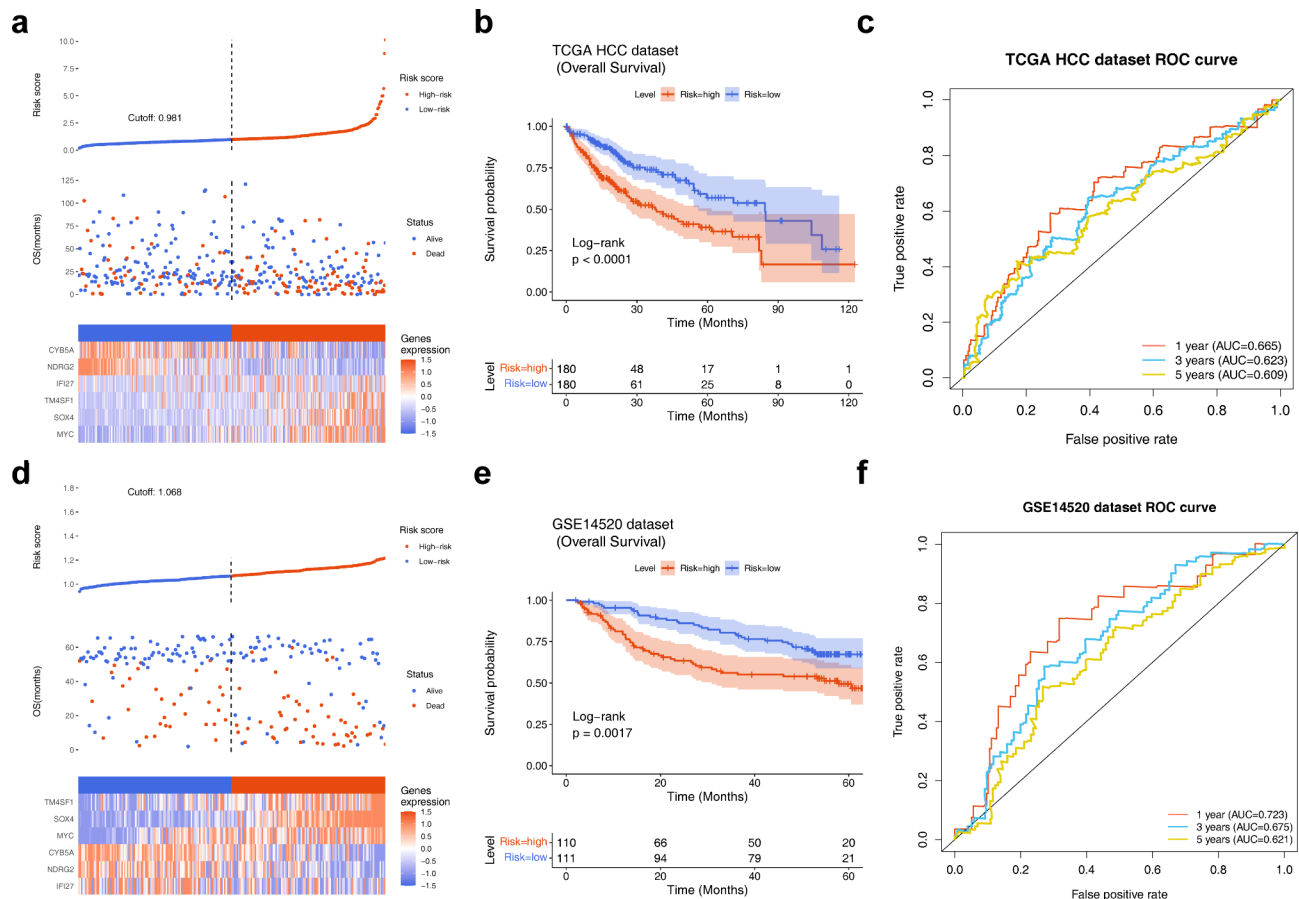 a
10.0
7.5
5.0
2.5
0.0
Risk score
Cutoff: 0.981
Risk score
High−risk
Low−risk
125
100
75
50
25
0
OS(months)
Status
Alive
Dead
CYB5A
NDRG2
IFI27
TM4SF1
SOX4
MYC
Genes
expression
1.5
1.0
0.5
0.0
−0.5
−1.0
−1.5
b
TCGA HCC dataset
(Overall Survival)
Level Risk=high Risk=low
1.00
0.75
0.50
0.25
0.00
Survival probability
Log−rank
p < 0.0001
0 30 60 90 120
Time (Months)
Level
Risk=high 180 48 17 1 1
Risk=low 180 61 25 8 0
0 30 60 90 120
Time (Months)
c
TCGA HCC dataset ROC curve
1.0
0.8
0.6
0.4
0.2
0.0
True positive rate
1 year (AUC=0.665)
3 years (AUC=0.623)
5 years (AUC=0.609)
0.0 0.2 0.4 0.6 0.8 1.0
False positive rate
d
1.8
1.6
1.4
1.2
1.0
Risk score
Cutoff: 1.068
Risk score
High−risk
Low−risk
60
40
20
0
OS(months)
Status
Alive
Dead
TM4SF1
SOX4
MYC
CYB5A
NDRG2
IFI27
Genes
expression
1.5
1.0
0.5
0.0
−0.5
−1.0
−1.5
e
GSE14520 dataset
(Overall Survival)
Level Risk=high Risk=low
1.00
0.75
0.50
0.25
0.00
Survival probability
Log−rank
p = 0.0017
0 20 40 60
Time (Months)
Level
Risk=high 110 66 50 20
Risk=low 111 94 79 21
0 20 40 60
Time (Months)
f
GSE14520 dataset ROC curve
1.0
0.8
0.6
0.4
0.2
0.0
True positive rate
1 year (AUC=0.723)
3 years (AUC=0.675)
5 years (AUC=0.621)
0.0 0.2 0.4 0.6 0.8 1.0
False positive rate